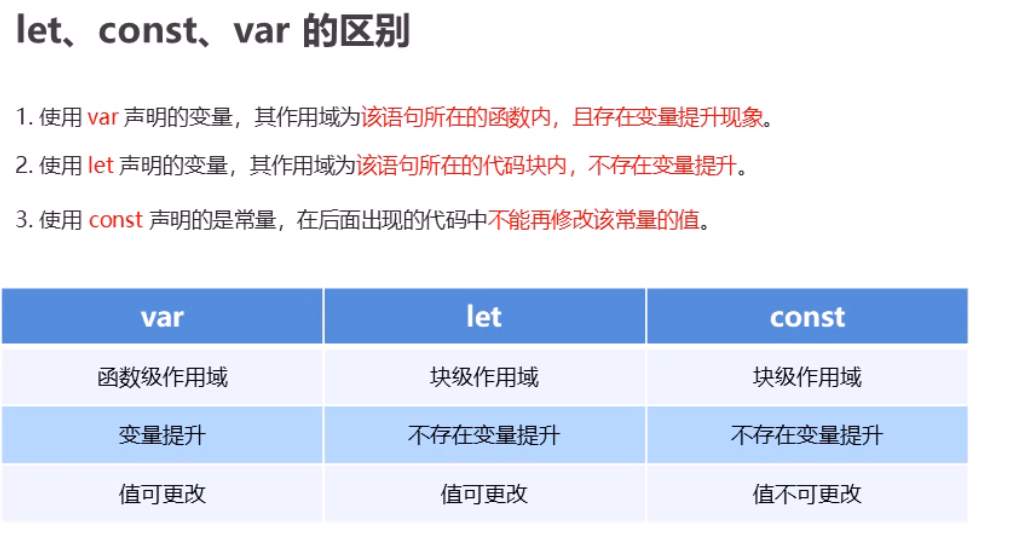 let、const、var 的区别
1. 使用 var 声明的变量，其作用域为该语句所在的函数内，且存在变量提升现象。
2. 使用 let 声明的变量，其作用域为该语句所在的代码块内，不存在变量提升。
3. 使用 const 声明的是常量，在后面出现的代码中不能再修改该常量的值。
var let const
函数级作用域 块级作用域 块级作用域
变量提升 不存在变量提升 不存在变量提升
值可更改 值可更改 值不可更改